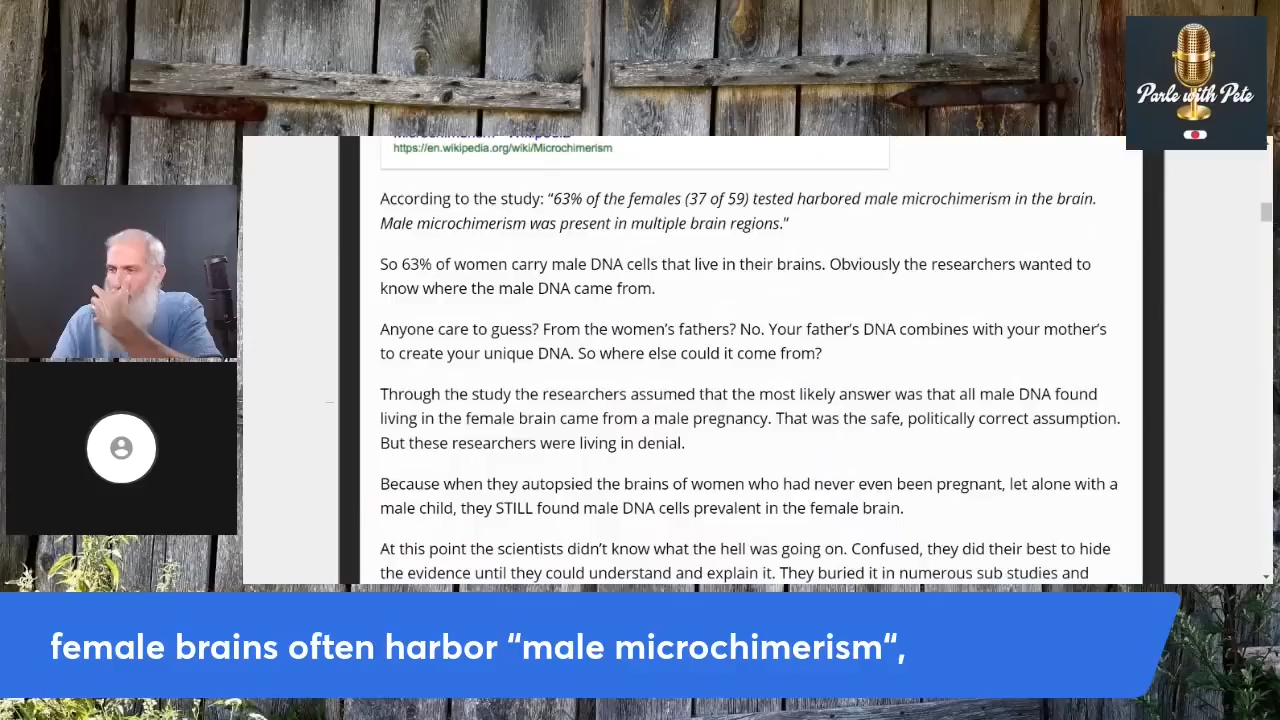 Parle with Pete
https://en.wikipedia.org/wiki/Microchimerism
According to the study: “63% of the females (37 of 59) tested harbored male microchimerism in the brain.
Male microchimerism was present in multiple brain regions.”
So 63% of women carry male DNA cells that live in their brains. Obviously the researchers wanted to
know where the male DNA came from.
Anyone care to guess? From the women’s fathers? No. Your father’s DNA combines with your mother’s
to create your unique DNA. So where else could it come from?
Through the study the researchers assumed that the most likely answer was that all male DNA found
living in the female brain came from a male pregnancy. That was the safe, politically correct assumption.
But these researchers were living in denial.
Because when they autopsied the brains of women who had never even been pregnant, let alone with a
male child, they STILL found male DNA cells prevalent in the female brain.
At this point the scientists didn’t know what the hell was going on. Confused, they did their best to hide
the evidence until they could understand and explain it. They buried it in numerous sub studies and
female brains often harbor “male microchimerism“,